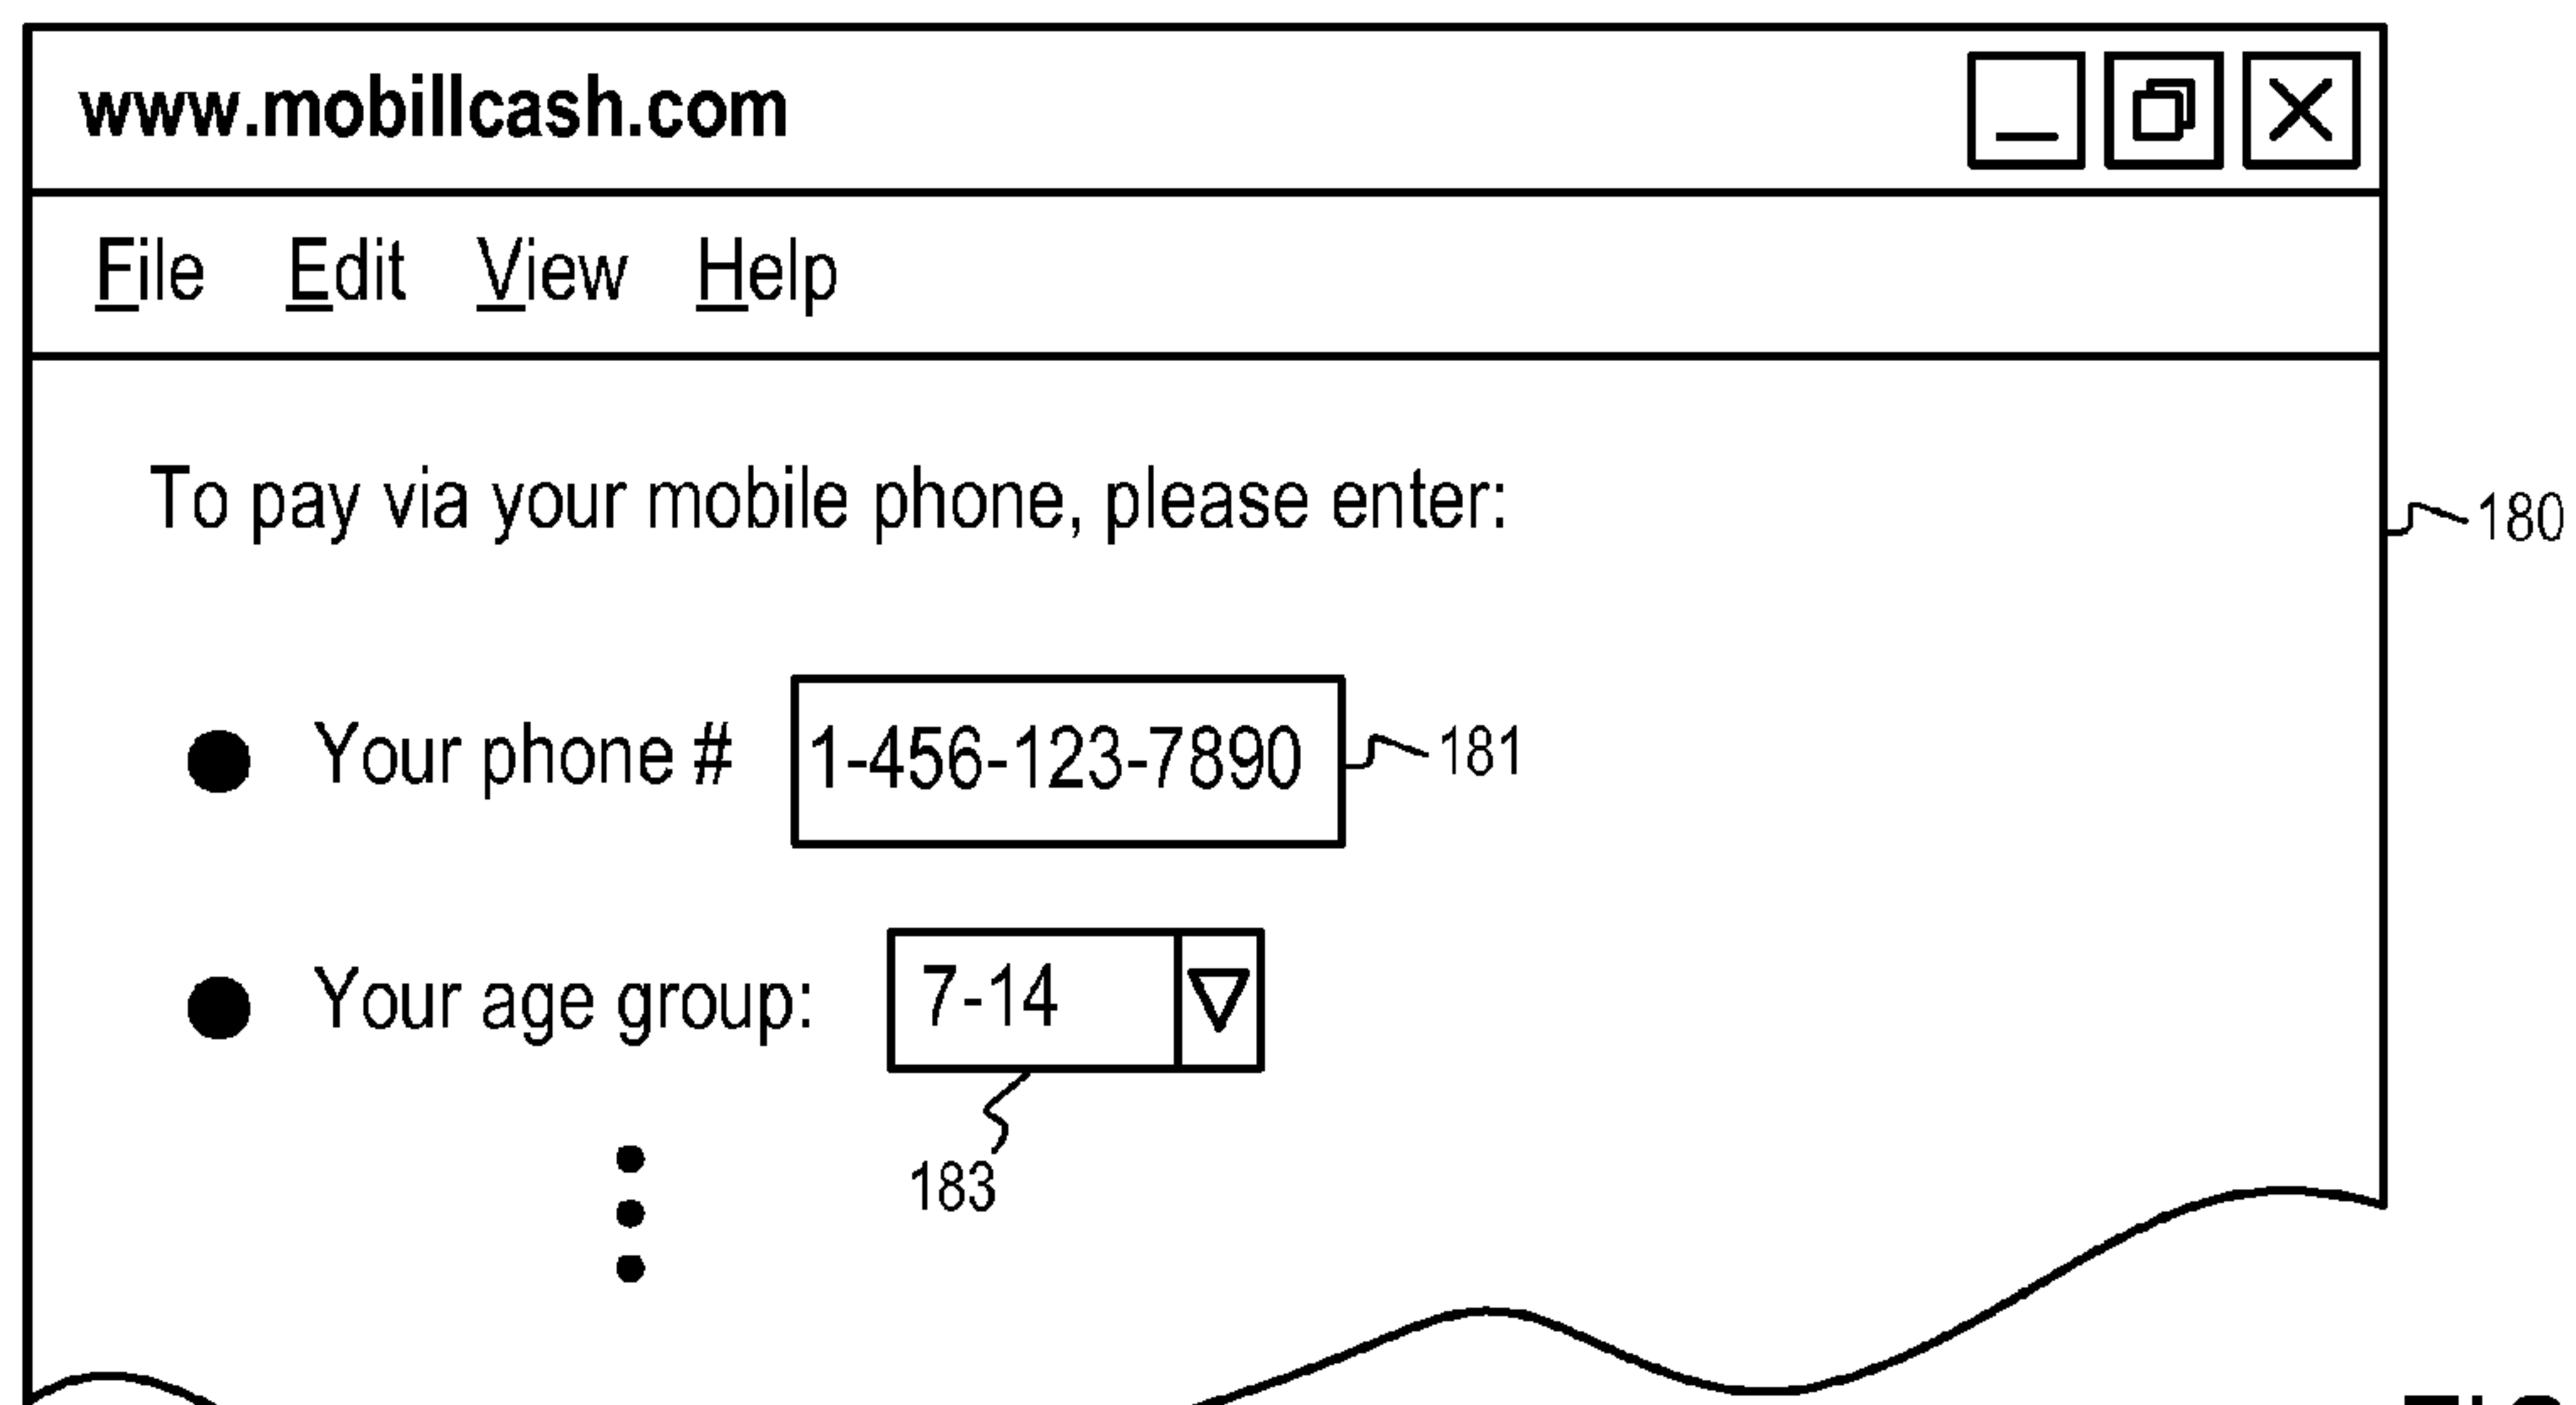 www.mobillcash.com
File Edit View Help
To pay via your mobile phone, please enter:
180
● Your phone # 1-456-123-7890 181
● Your age group: 7-14
183